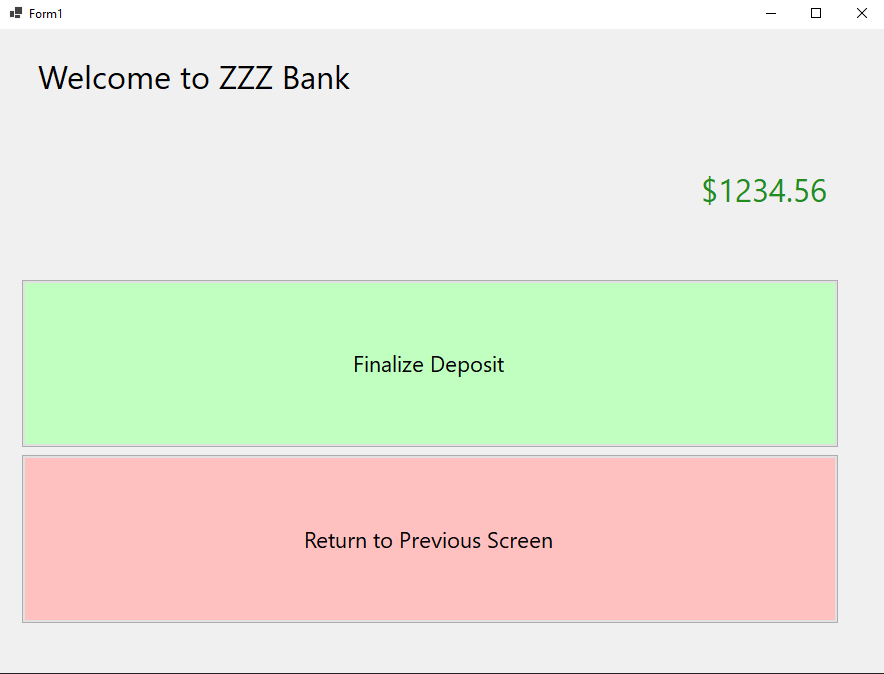 Form1
Welcome to ZZZ Bank
$1234.56
Finalize Deposit
Return to Previous Screen